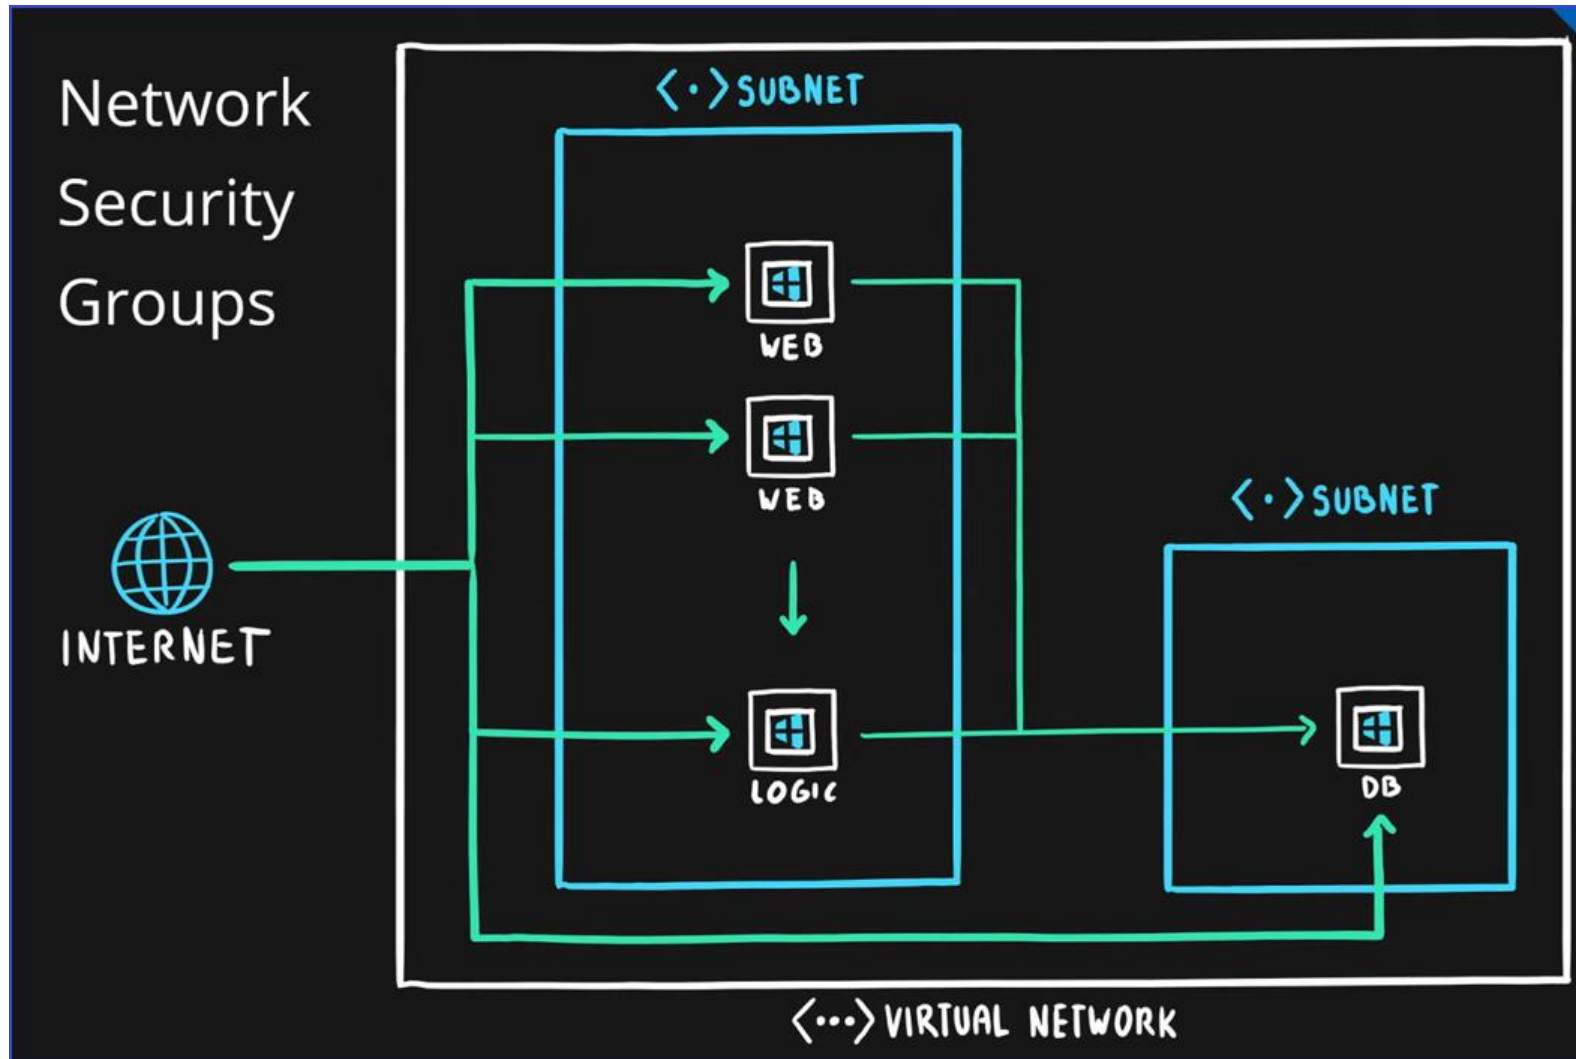 Network
Security
Groups
SUBNET
WEB
WEB
SUBNET
INTERNET
LOGIC
DB
VIRTUAL NETWORK